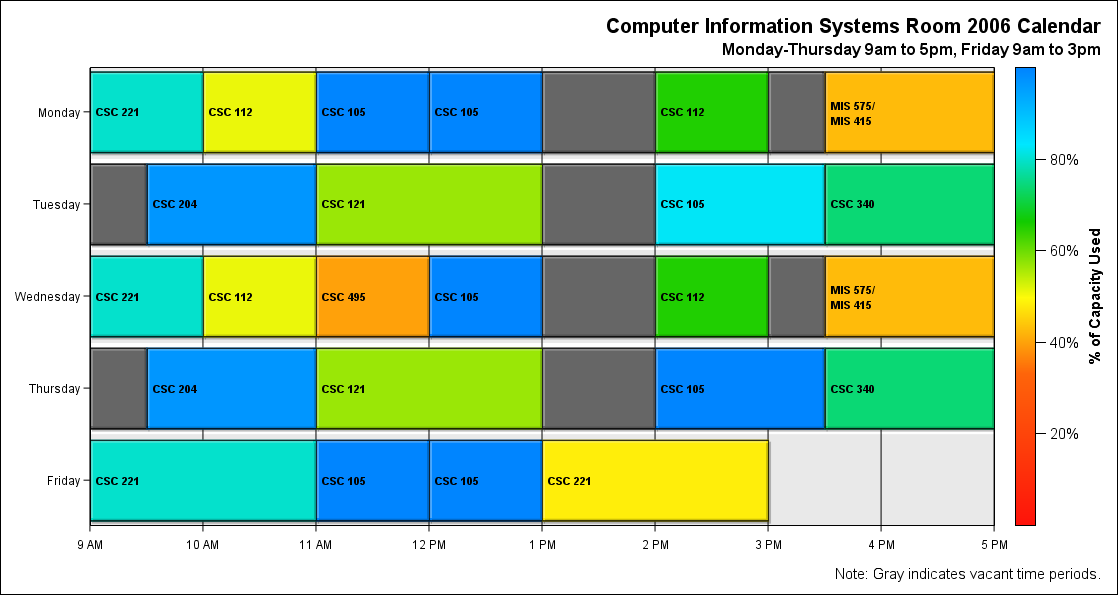 Computer Information Systems Room 2006 Calendar
Monday-Thursday 9am to 5pm, Friday 9am to 3pm
Monday
CSC 221
CSC 112
CSC 105
CSC 105
CSC 112
MIS 575/
MIS 415
Tuesday
CSC 204
CSC 121
CSC 105
CSC 340
Wednesday
CSC 221
CSC 112
CSC 495
CSC 105
CSC 112
MIS 575/
MIS 415
Thursday
CSC 204
CSC 121
CSC 105
CSC 340
Friday
CSC 221
CSC 105
CSC 105
CSC 221
9 AM
10 AM
11 AM
12 PM
1 PM
2 PM
3 PM
4 PM
5 PM
80%
60%
40%
20%
% of Capacity Used
Note: Gray indicates vacant time periods.